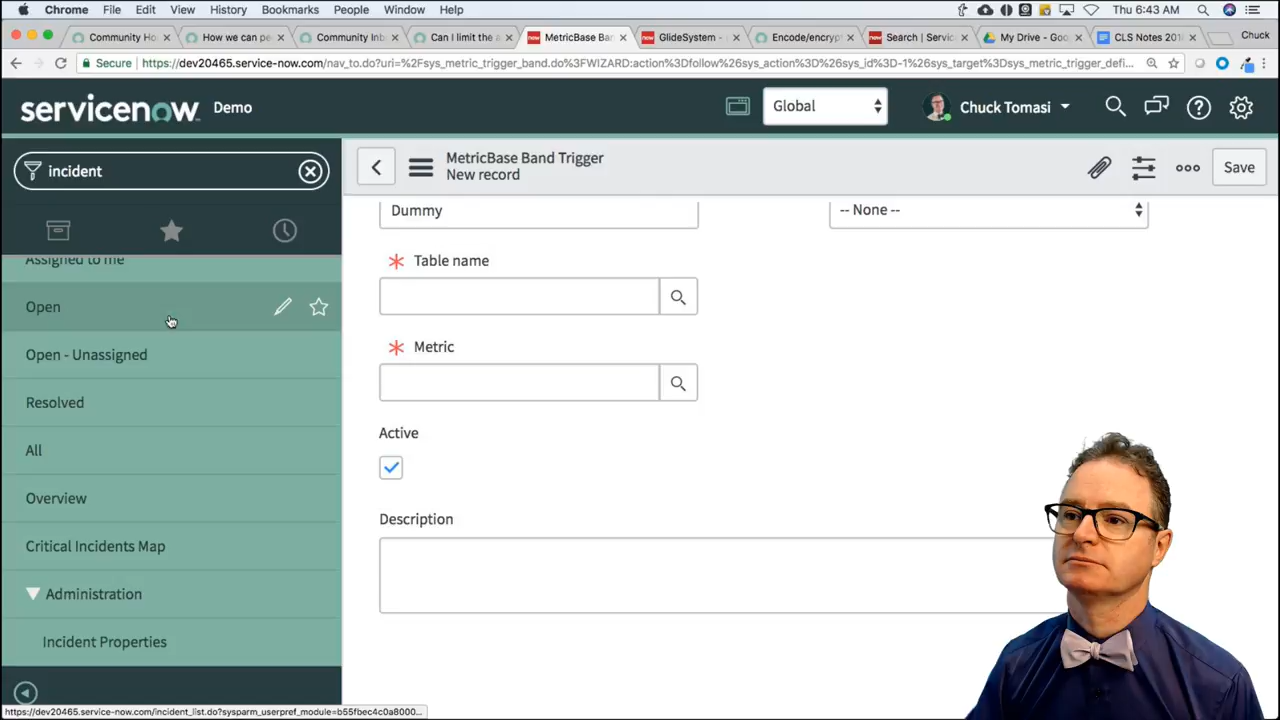 Chrome File Edit View History Bookmarks People Window Help Thu 6:43 AM
Community Ho Community How we can pe Community Inb Can I limit the a MetricBase Ban GlideSystem - Encode/encryp Search | Servic My Drive - Goo CLS Notes 201 Chuck
Secure https://dev20465.service-now.com/nav_to.do?uri=%2Fsys_metric_trigger_band.do%3FWIZARD:action%3Dfollow%26sys_action%3D%26sys_id%3D-1%26sys_target%3Dsys_metric_trigger_defi...
servicenow Demo Global Chuck Tomasi
incident
MetricBase Band Trigger
New record
Save
Dummy
-- None --
Assigned to me
Table name
Open
Metric
Open - Unassigned
Resolved
Active
All
Overview
Description
Critical Incidents Map
Administration
Incident Properties
https://dev20465.service-now.com/incident_list.do?sysparm_userpref_module=b55fbec4c0a8000...